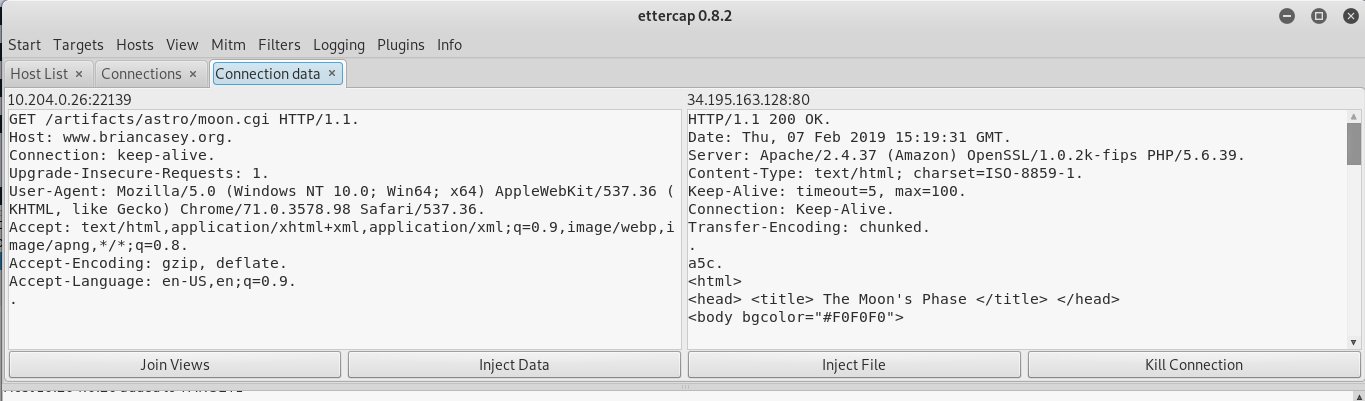 ettercap 0.8.2
Start Targets Hosts View Mitm Filters Logging Plugins Info
Host List × Connections × Connection data ×
10.204.0.26:22139
GET /artifacts/astro/moon.cgi HTTP/1.1.
Host: www.briancasey.org.
Connection: keep-alive.
Upgrade-Insecure-Requests: 1.
User-Agent: Mozilla/5.0 (Windows NT 10.0; Win64; x64) AppleWebKit/537.36 (
KHTML, like Gecko) Chrome/71.0.3578.98 Safari/537.36.
Accept: text/html,application/xhtml+xml,application/xml;q=0.9,image/webp,i
mage/apng,*/*;q=0.8.
Accept-Encoding: gzip, deflate.
Accept-Language: en-US,en;q=0.9.
.
34.195.163.128:80
HTTP/1.1 200 OK.
Date: Thu, 07 Feb 2019 15:19:31 GMT.
Server: Apache/2.4.37 (Amazon) OpenSSL/1.0.2k-fips PHP/5.6.39.
Content-Type: text/html; charset=ISO-8859-1.
Keep-Alive: timeout=5, max=100.
Connection: Keep-Alive.
Transfer-Encoding: chunked.
.
a5c.
<html>
<head> <title> The Moon's Phase </title> </head>
<body bgcolor="#F0F0F0">
Join Views Inject Data Inject File Kill Connection